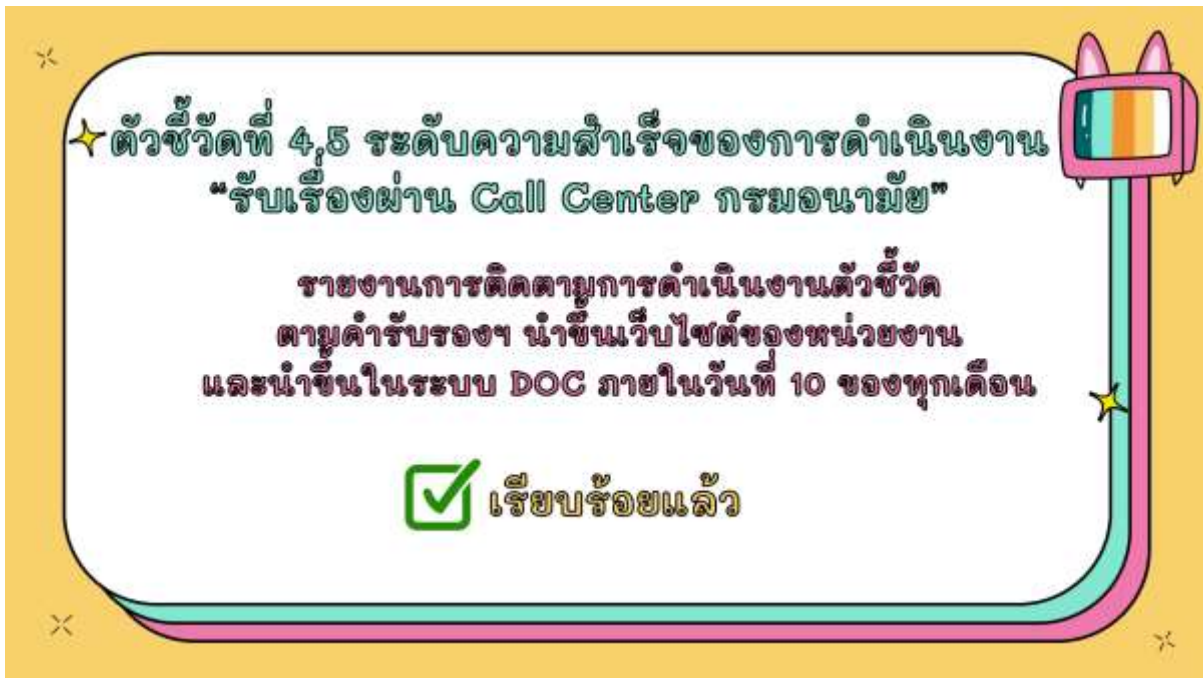 ตัวชี้วัดที่ 4.5 ระดับความสำเร็จของการดำเนินงาน
“รับเรื่องผ่าน Call Center กรมอนามัย”
รายงานการติดตามการดำเนินงานตัวชี้วัด
ตามคำรับรองฯ นำขึ้นเว็บไซต์ของหน่วยงาน
และนำขึ้นในระบบ DOC ภายในวันที่ 10 ของทุกเดือน
เรียบร้อยแล้ว